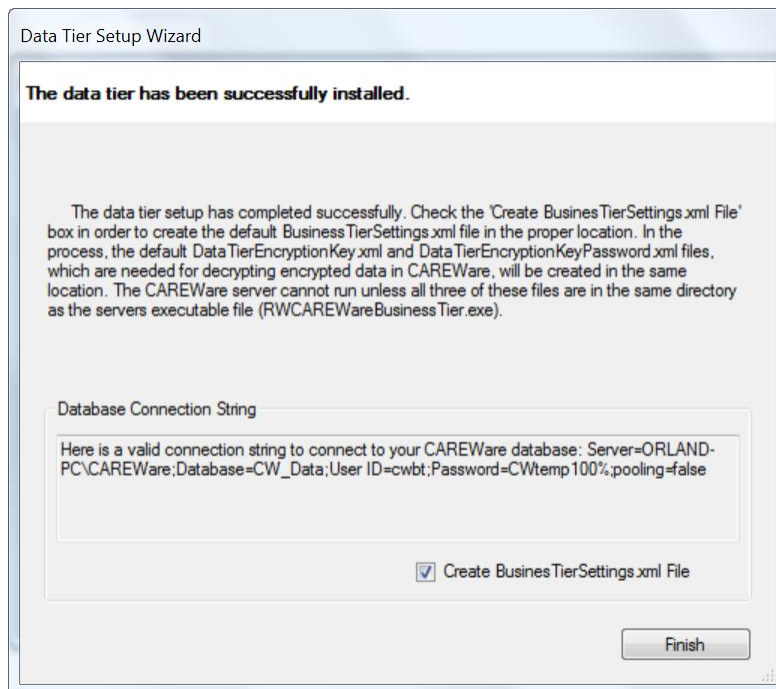 Data Tier Setup Wizard
The data tier has been successfully installed.
The data tier setup has completed successfully. Check the 'Create BusinesTierSettings.xml File'
box in order to create the default BusinessTierSettings.xml file in the proper location. In the
process, the default DataTierEncryptionKey.xml and DataTierEncryptionKeyPassword.xml files,
which are needed for decrypting encrypted data in CAREWare, will be created in the same
location. The CAREWare server cannot run unless all three of these files are in the same directory
as the servers executable file (RWCAREWareBusinessTier.exe).
Database Connection String
Here is a valid connection string to connect to your CAREWare database: Server=ORLAND-
PC\CAREWare;Database=CW_Data;User ID=cwbt;Password=CWtemp100%;pooling=false
Create BusinesTierSettings.xml File
Finish